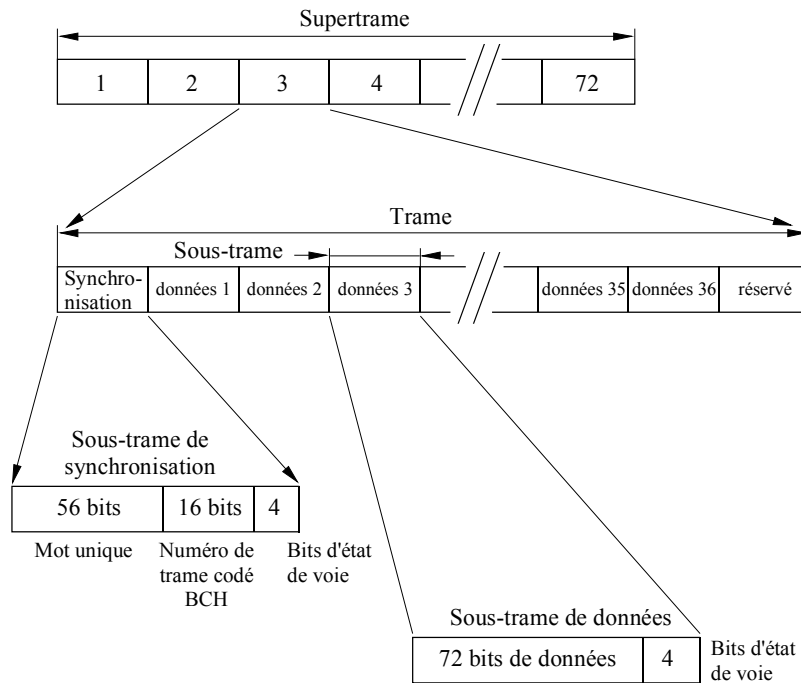 Supertrame
1 2 3 4 72
Trame
Sous-trame
Synchro-
nisation
données 1 données 2 données 3 données 35 données 36 réservé
Sous-trame de
synchronisation
56 bits 16 bits 4
Mot unique
Numéro de
trame codé
BCH
Bits d'état
de voie
Sous-trame de données
72 bits de données 4
Bits d'état
de voie